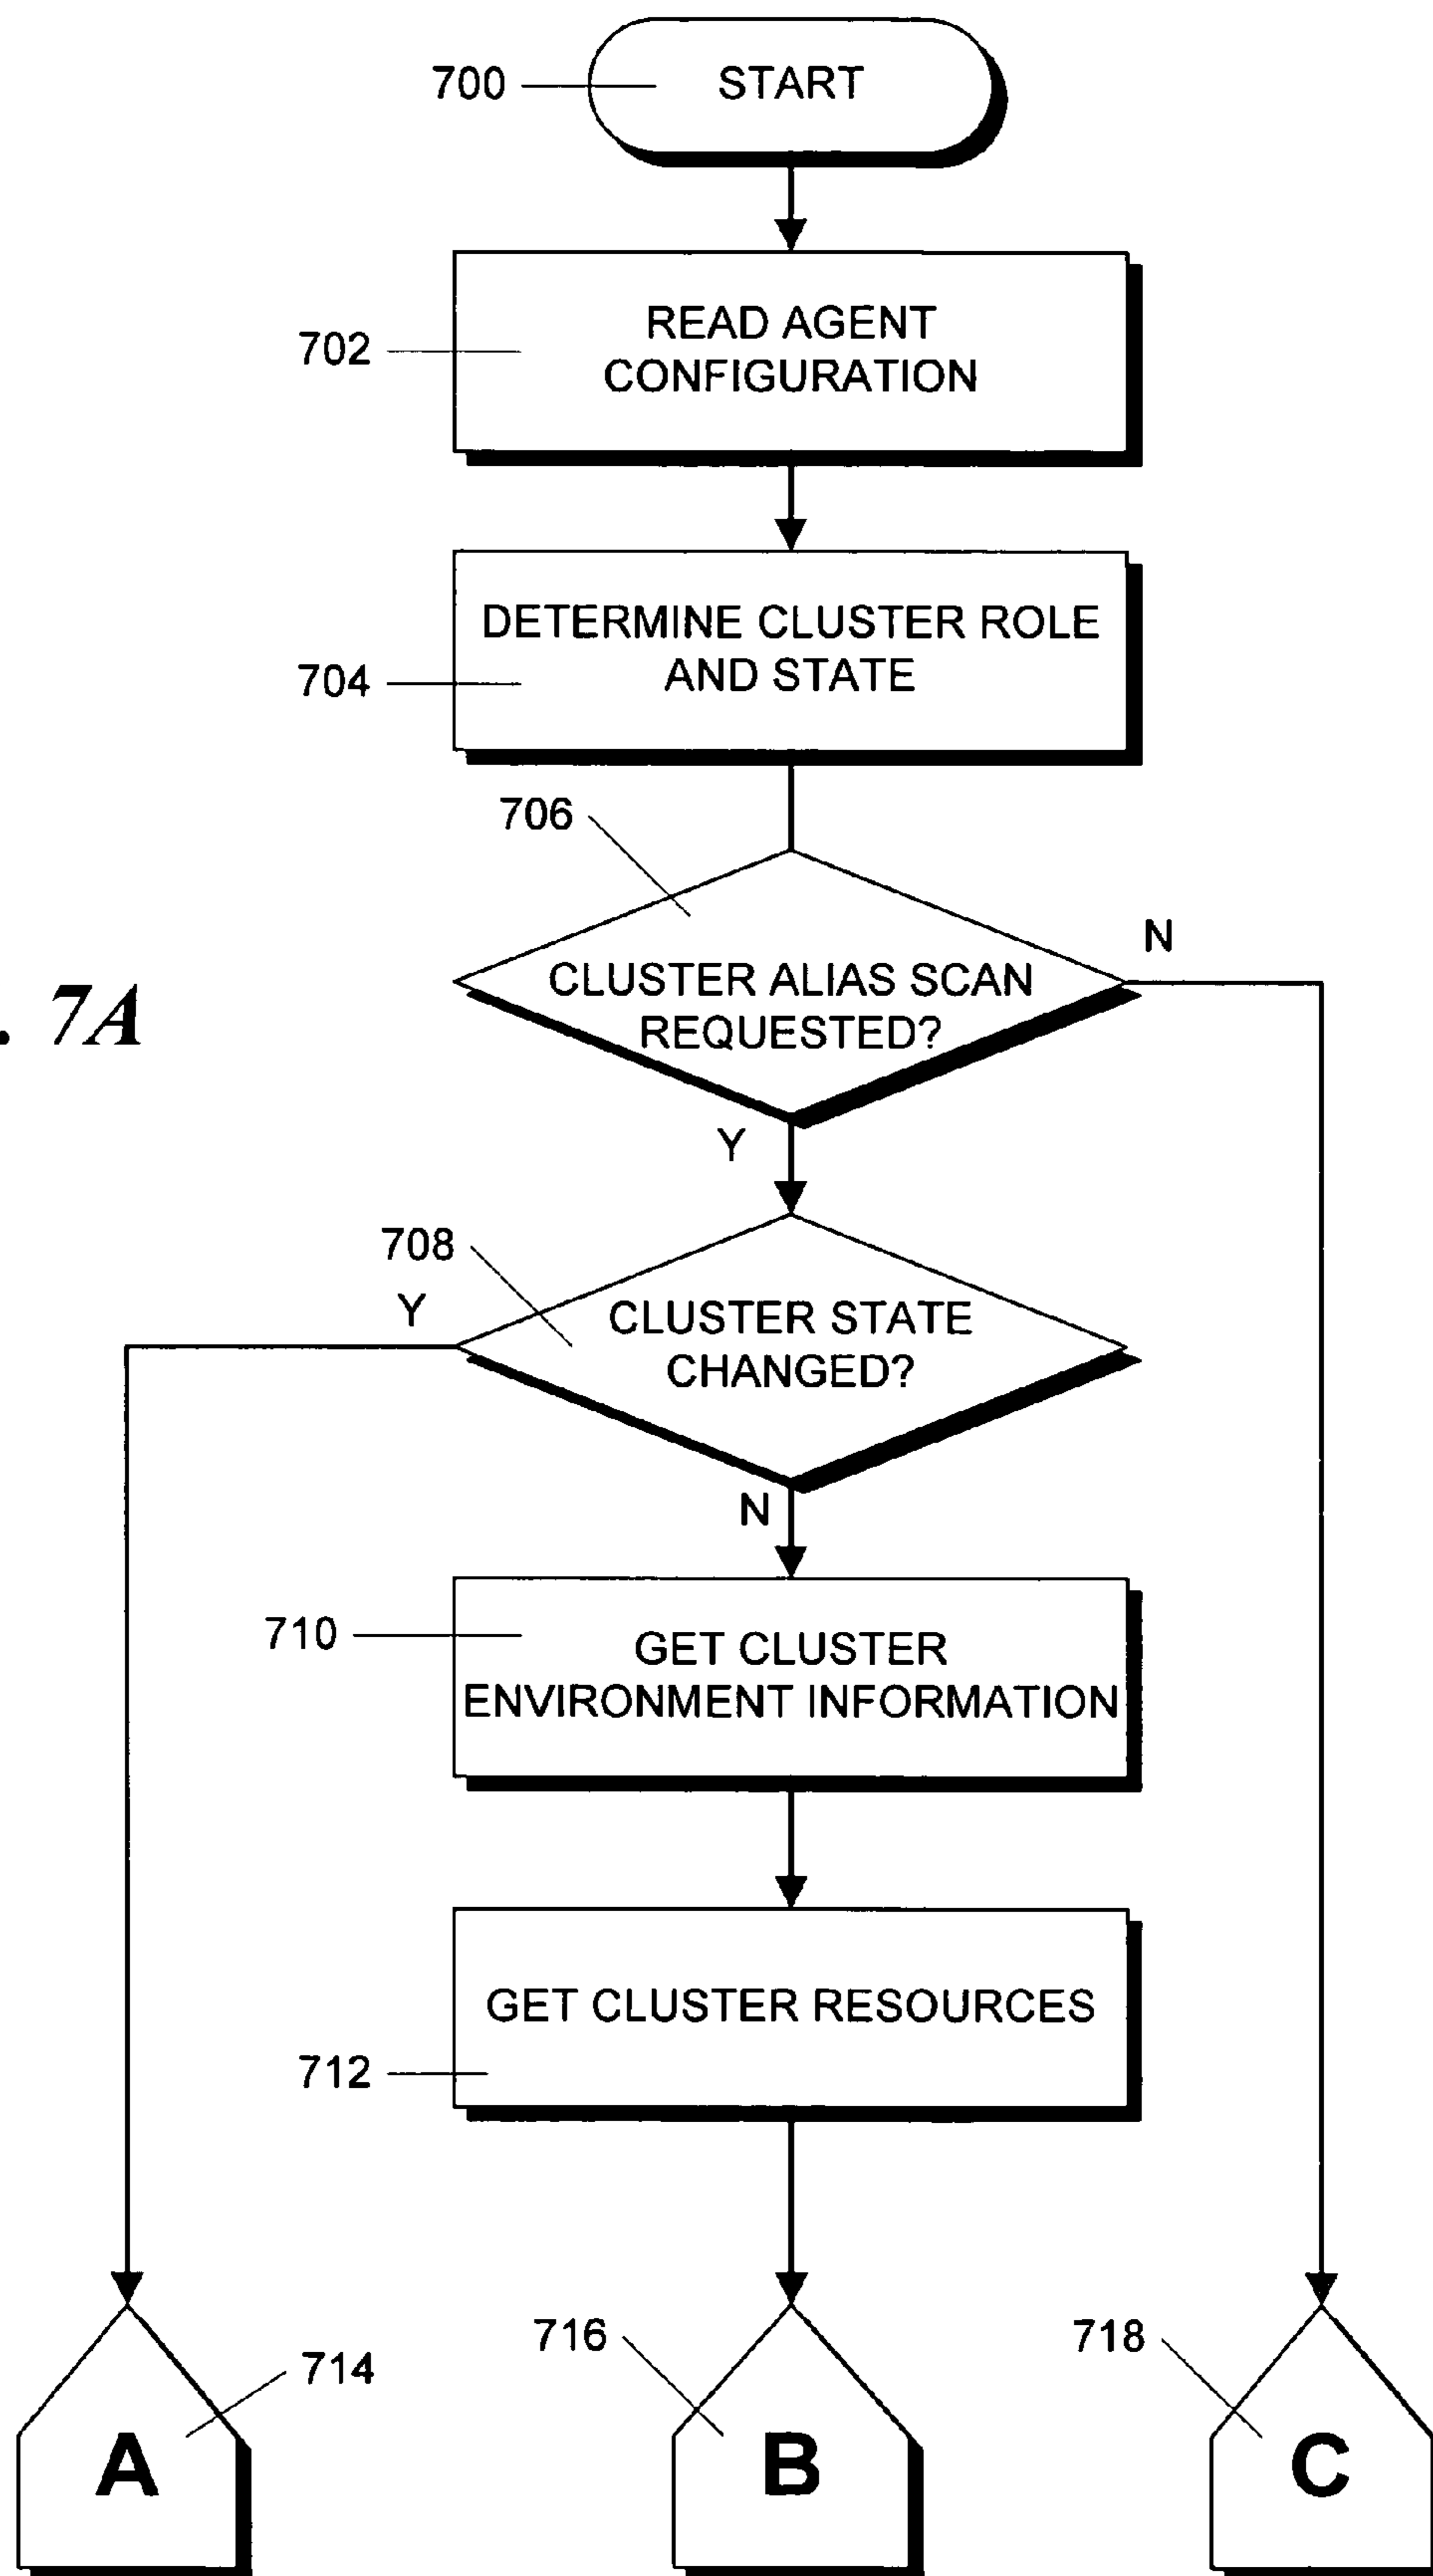 700
START
702
READ AGENT
CONFIGURATION
704
DETERMINE CLUSTER ROLE
AND STATE
706
CLUSTER ALIAS SCAN
REQUESTED?
N
. 7A
Y
708
Y
CLUSTER STATE
CHANGED?
N
710
GET CLUSTER
ENVIRONMENT INFORMATION
GET CLUSTER RESOURCES
712
714
716
718
A
B
C